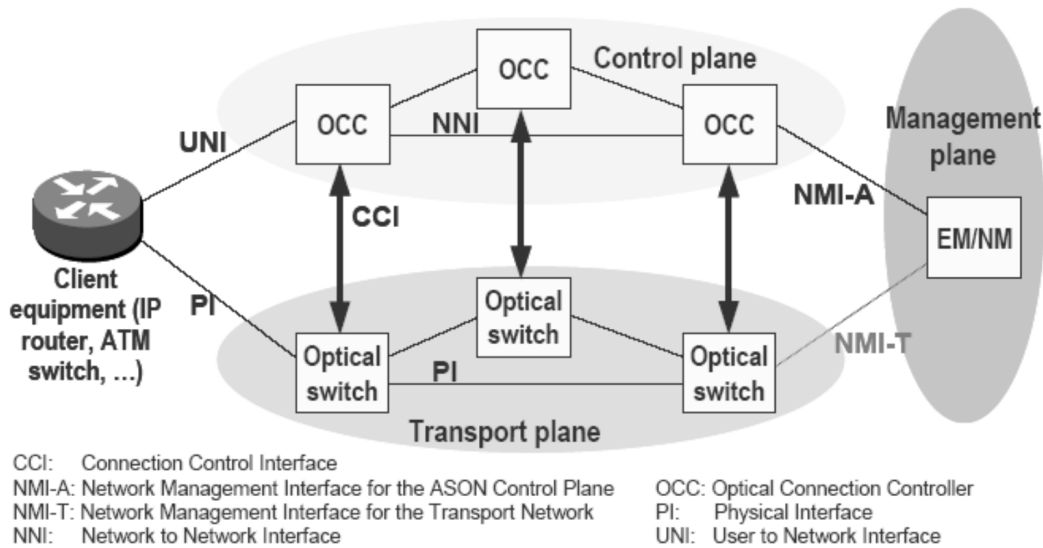 OCC
Control plane
OCC
NNI
OCC
UNI
Management
plane
NMI-A
CCI
EM/NM
Client
equipment (IP
router, ATM
switch, ...)
PI
Optical
switch
Optical
switch
PI
Optical
switch
NMI-T
Transport plane
CCI: Connection Control Interface
NMI-A: Network Management Interface for the ASON Control Plane
NMI-T: Network Management Interface for the Transport Network
NNI: Network to Network Interface
OCC: Optical Connection Controller
PI: Physical Interface
UNI: User to Network Interface